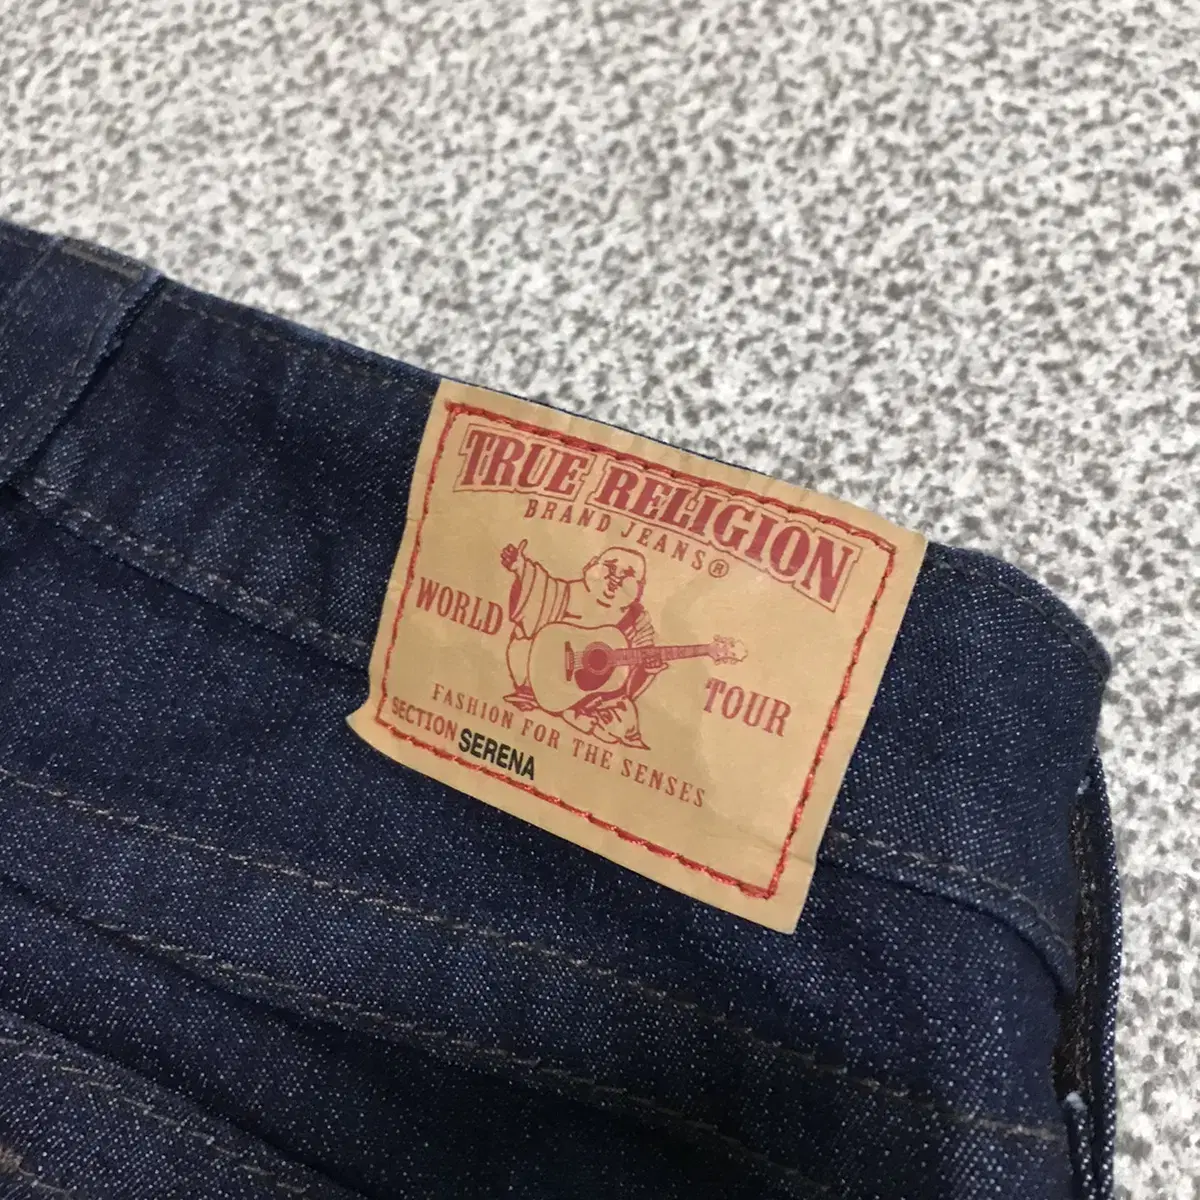 TRUE RELIGION
BRAND JEANS®
WORLD TOUR
FASHION FOR THE SENSES
SECTION SERENA